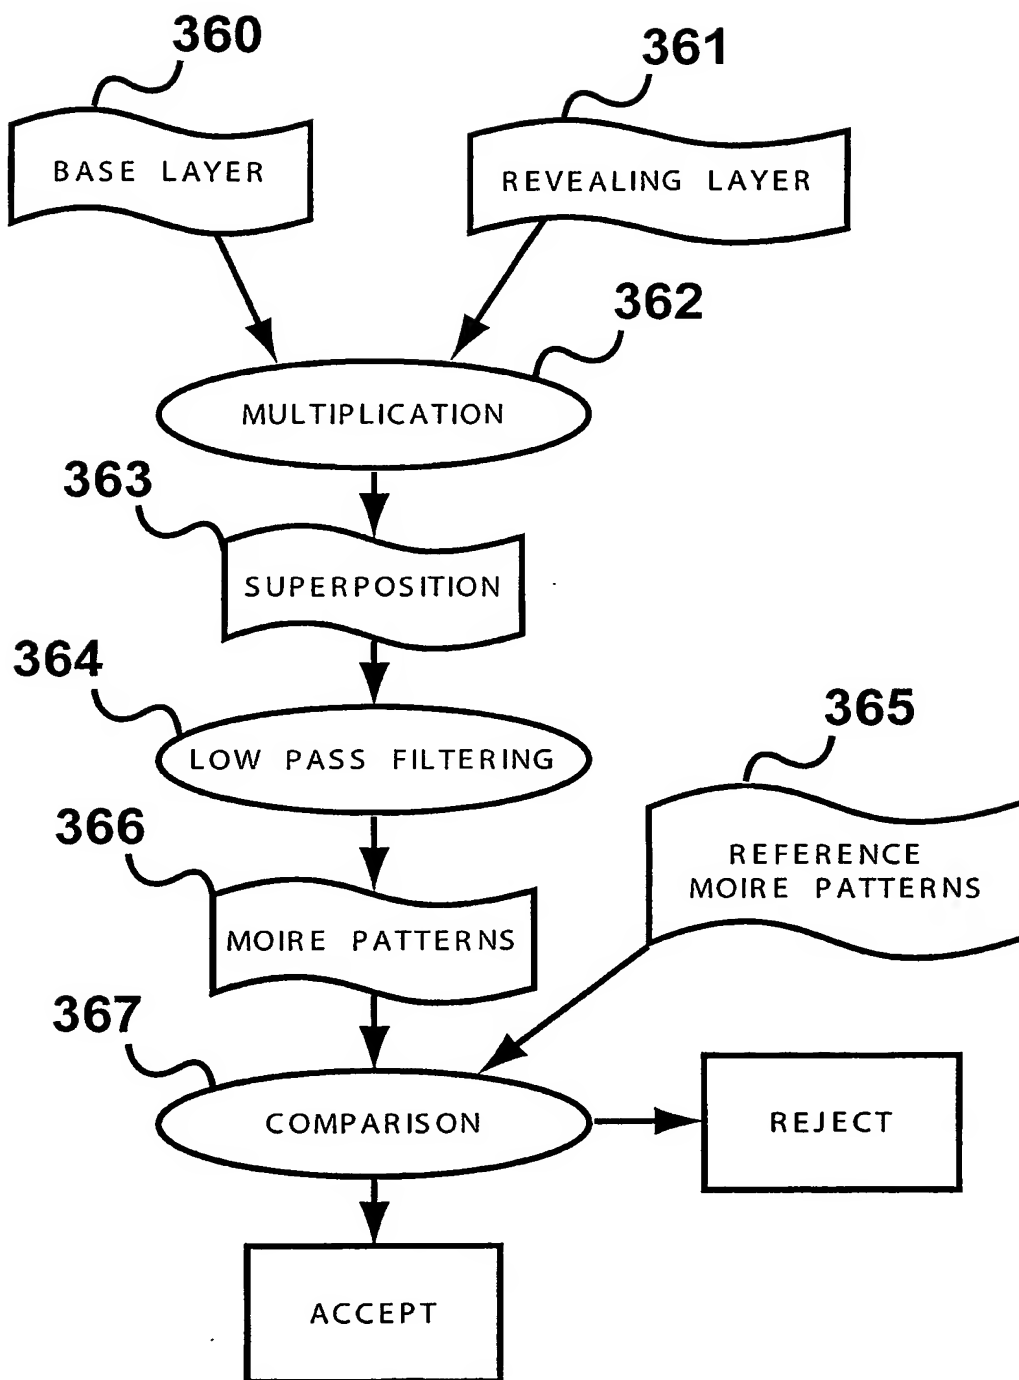 360
361
BASE LAYER
REVEALING LAYER
362
MULTIPLICATION
363
SUPERPOSITION
364
LOW PASS FILTERING
365
366
REFERENCE
MOIRE PATTERNS
MOIRE PATTERNS
367
COMPARISON
REJECT
ACCEPT